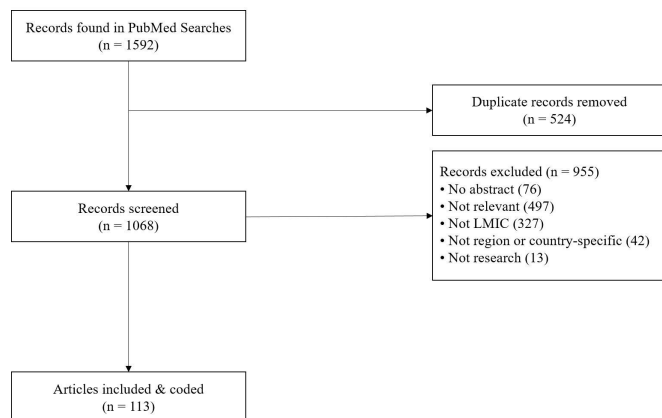 Records found in PubMed Searches
(n = 1592)
Duplicate records removed
(n = 524)
Records screened
(n = 1068)
Records excluded (n = 955)
• No abstract (76)
• Not relevant (497)
• Not LMIC (327)
• Not region or country-specific (42)
• Not research (13)
Articles included & coded
(n = 113)